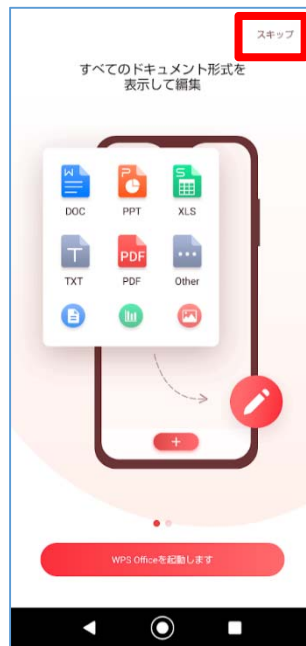 スキップ
すべてのドキュメント形式を
表示して編集
W
P
S
DOC
PPT
XLS
T
PDF
TXT
PDF
Other
WPS Officeを起動します